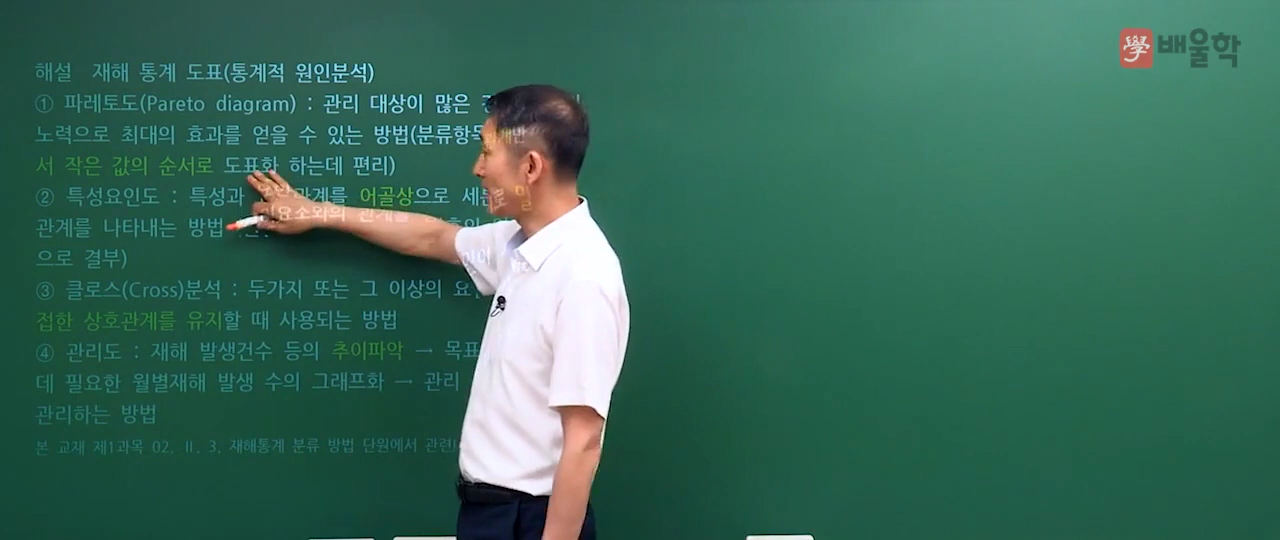 學 배울학
해설 재해 통계 도표(통계적 원인분석)
① 파레토도(Pareto diagram) : 관리 대상이 많은
노력으로 최대의 효과를 얻을 수 있는 방법(분류항목
서 작은 값의 순서로 도표화 하는데 편리)
② 특성요인도 : 특성과 어골상으로
관계를 나타내는 방법
으로 결부)
③ 클로스(Cross)분석 : 두가지 또는 그 이상의
접한 상호관계를 유지할 때 사용되는 방법
④ 관리도 : 재해 발생건수 등의 추이파악 → 목표
데 필요한 월별재해 발생 수의 그래프화 → 관리
관리하는 방법
본 교재 제1과목 02. Ⅱ. 3. 재해통계 분류 방법 단원에서